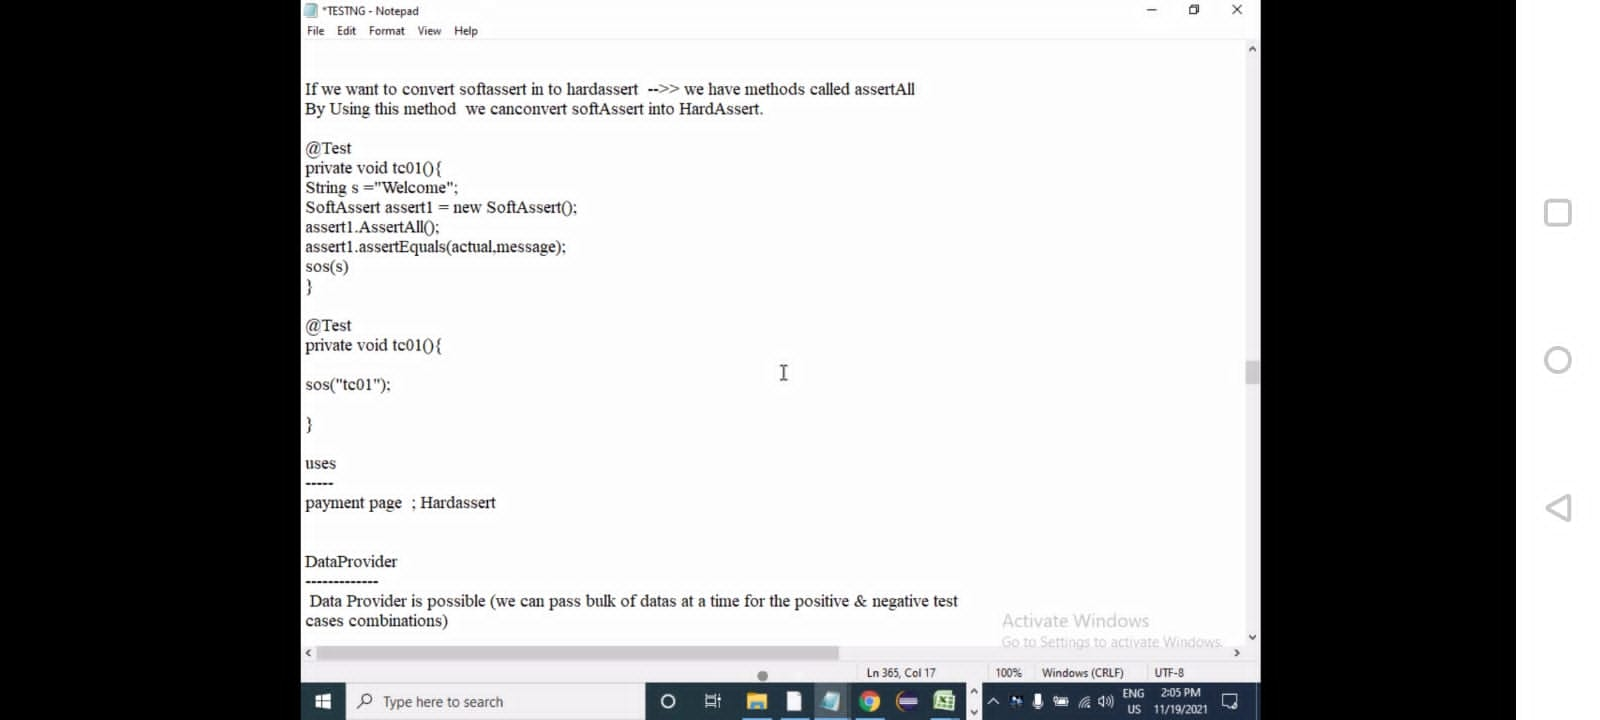 *TESTNG - Notepad
File Edit Format View Help
If we want to convert softassert in to hardassert -->> we have methods called assertAll
By Using this method we canconvert softAssert into HardAssert.
@Test
private void tc01(){
String s ="Welcome";
SoftAssert assert1 = new SoftAssert();
assert1.AssertAll();
assert1.assertEquals(actual,message);
sos(s)
}
@Test
private void tc01(){
sos("tc01");
}
uses
-----
payment page ; Hardassert
DataProvider
-------------
Data Provider is possible (we can pass bulk of datas at a time for the positive & negative test
cases combinations)
Activate Windows
Go to Settings to activate Windows.
Ln 365, Col 17 100% Windows (CRLF) UTF-8
Type here to search
ENG
US
2:05 PM
11/19/2021